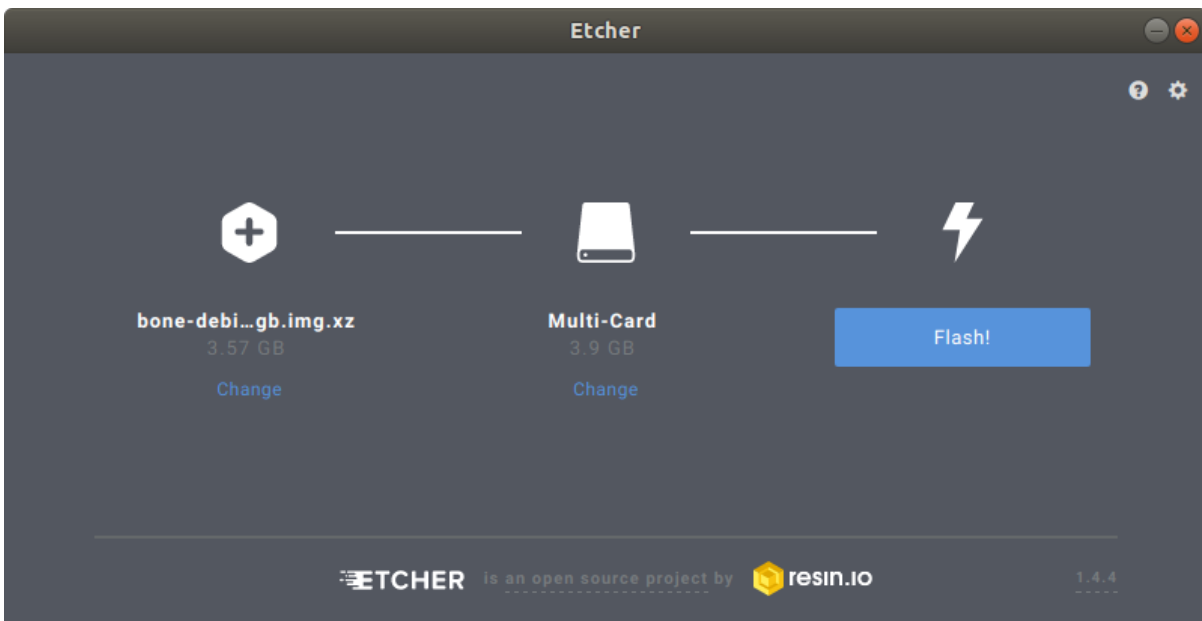 Etcher
bone-debi...gb.img.xz
3.57 GB
Change
Multi-Card
3.9 GB
Change
Flash!
ETCHER is an open source project by resin.io 1.4.4